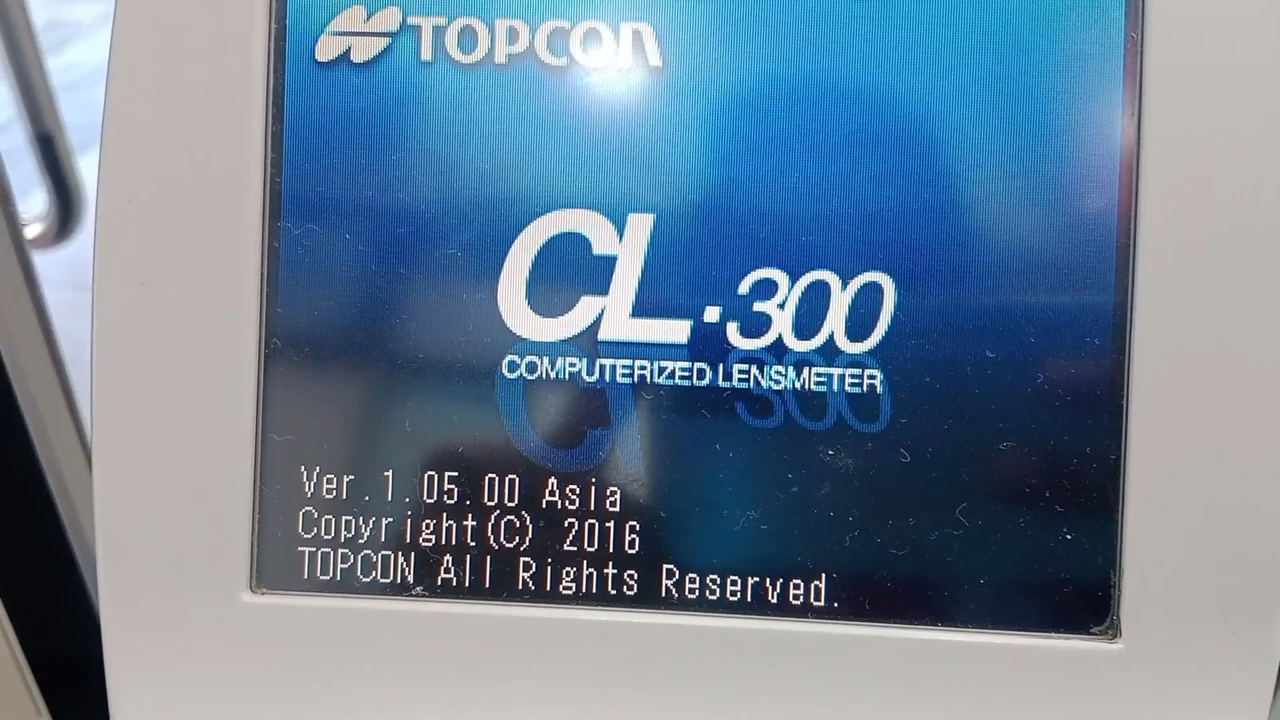 TOPCON
CL·300
COMPUTERIZED LENSMETER
Ver.1.05.00 Asia
Copyright(C) 2016
TOPCON All Rights Reserved.